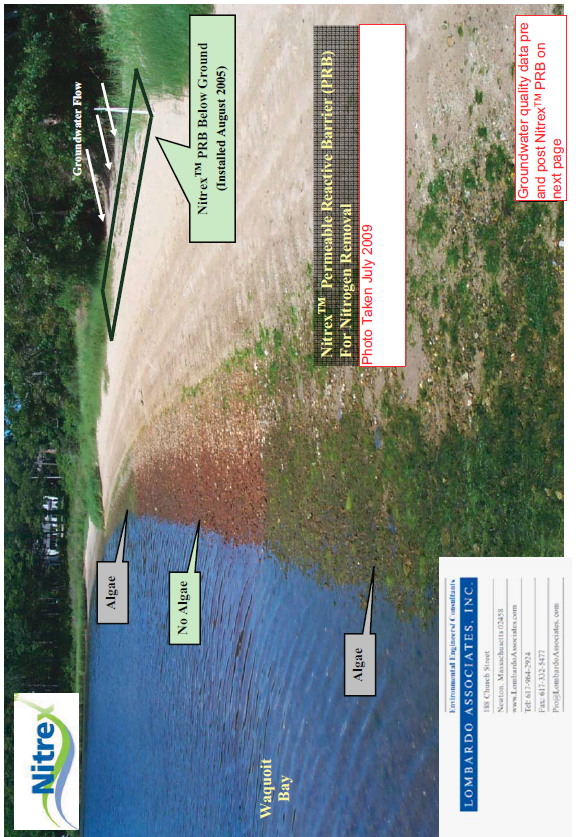 Nitrex
Groundwater Flow
Nitrex™ PRB Below Ground
(Installed August 2005)
Nitrex™ Permeable Reactive Barrier (PRB)
For Nitrogen Removal
Photo Taken July 2009
Groundwater quality data pre
and post Nitrex™ PRB on
next page
Algae
No Algae
Algae
Waquoit
Bay
Environmental Engineers/Consultants
LOMBARDO ASSOCIATES, INC.
188 Church Street
Newton, Massachusetts 02458
www.LombardoAssociates.com
Tel: 617-964-2924
Fax: 617-332-5477
Pio@LombardoAssociates.com